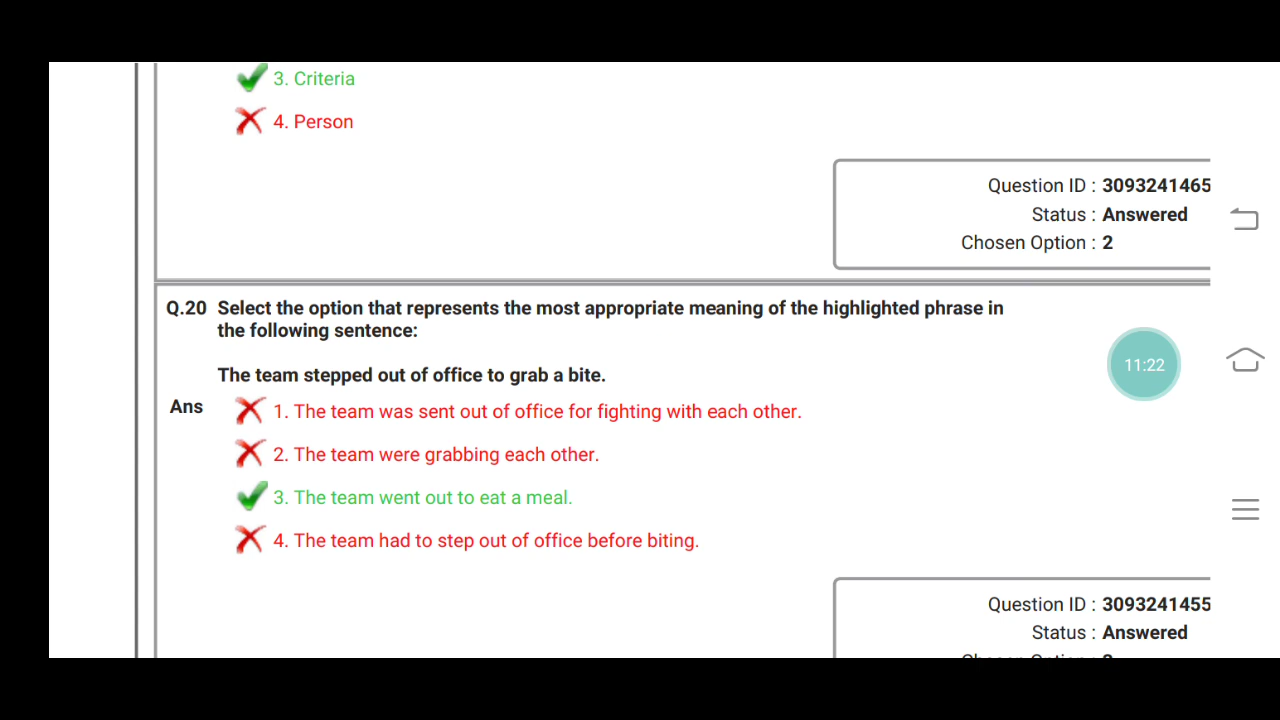 3. Criteria
4. Person
Question ID : 3093241465
Status : Answered
Chosen Option : 2
Q.20 Select the option that represents the most appropriate meaning of the highlighted phrase in
the following sentence:
The team stepped out of office to grab a bite.
11:22
Ans 1. The team was sent out of office for fighting with each other.
2. The team were grabbing each other.
3. The team went out to eat a meal.
4. The team had to step out of office before biting.
Question ID : 3093241455
Status : Answered